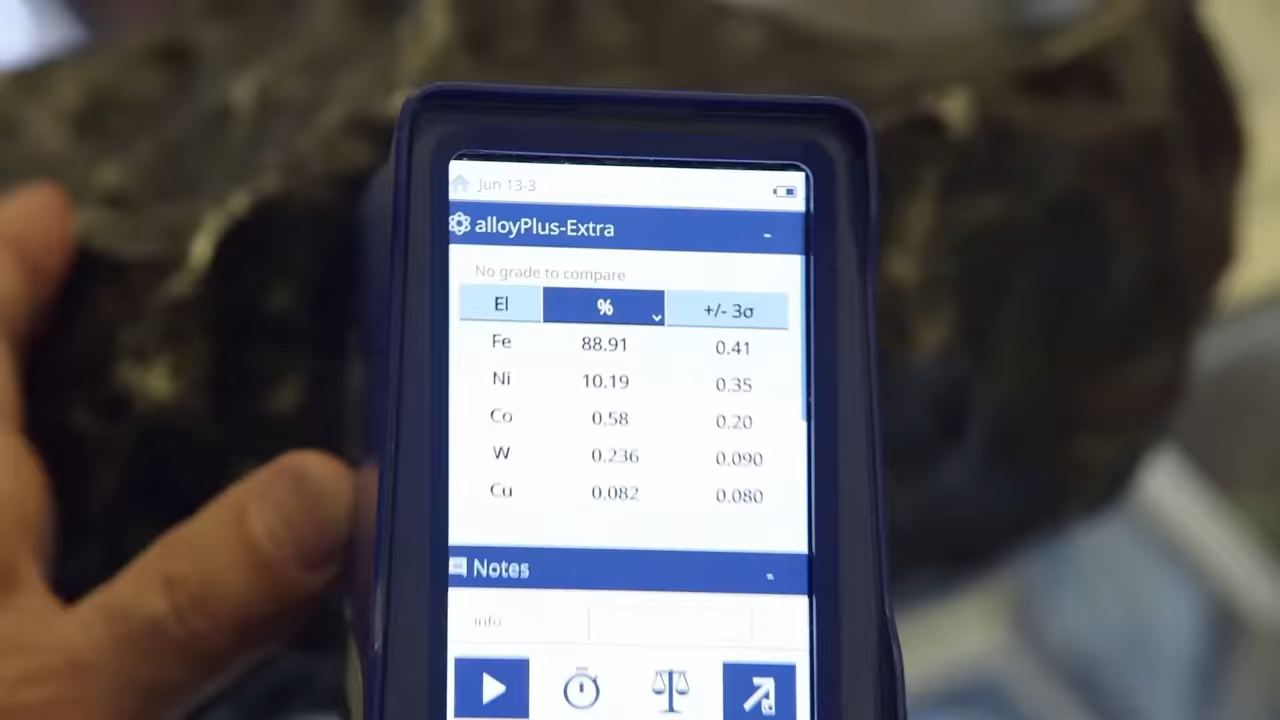 Jun 13-3
alloyPlus-Extra
No grade to compare
El % +/- 3σ
Fe 88.91 0.41
Ni 10.19 0.35
Co 0.58 0.20
W 0.236 0.090
Cu 0.082 0.080
Notes
Info